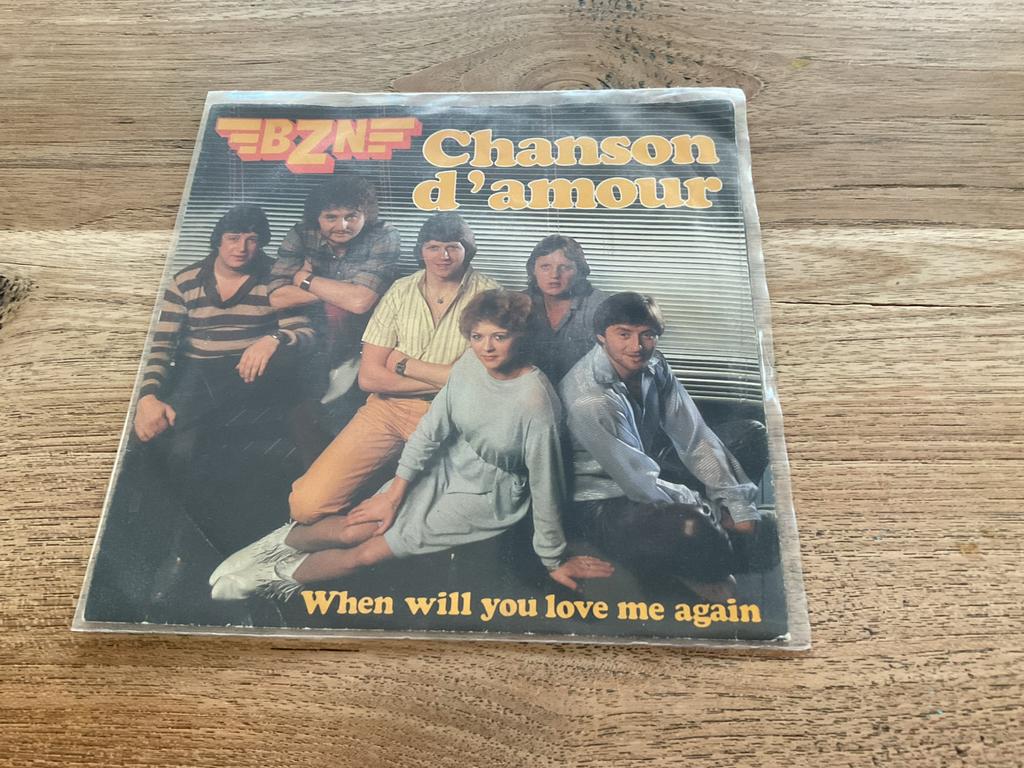 BZN
Chanson
d'amour
When will you love me again